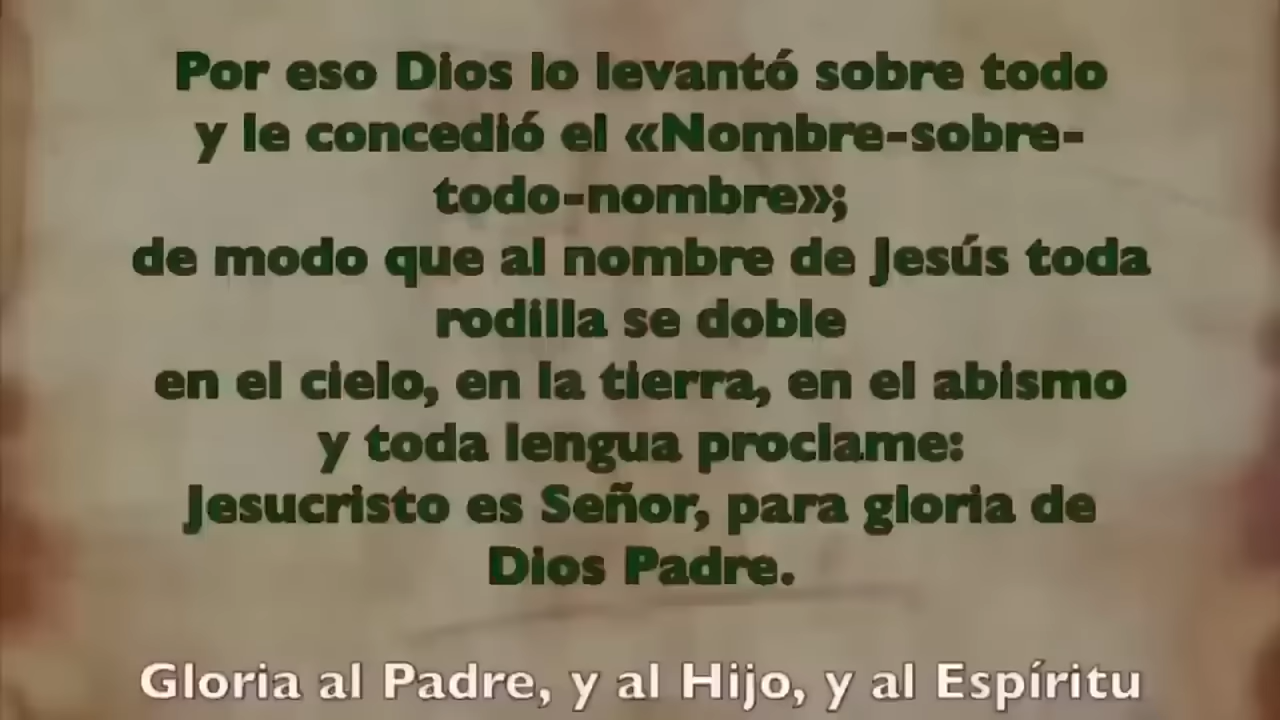 Por eso Dios lo levantó sobre todo
y le concedió el «Nombre-sobre-
todo-nombre»;
de modo que al nombre de Jesús toda
rodilla se doble
en el cielo, en la tierra, en el abismo
y toda lengua proclame:
Jesucristo es Señor, para gloria de
Dios Padre.
Gloria al Padre, y al Hijo, y al Espíritu